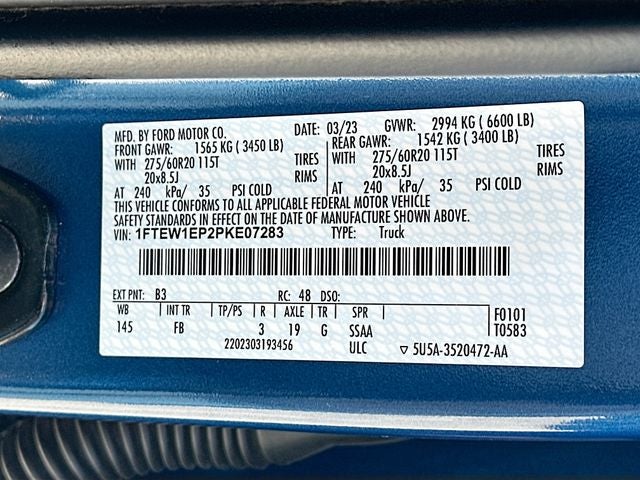 MFD. BY FORD MOTOR CO. DATE: 03/23 GVWR: 2994 KG ( 6600 LB)
FRONT GAWR: 1565 KG ( 3450 LB) REAR GAWR: 1542 KG ( 3400 LB)
WITH 275/60R20 115T TIRES WITH 275/60R20 115T TIRES
20x8.5J RIMS 20x8.5J RIMS
AT 240 kPa/ 35 PSI COLD AT 240 kPa/ 35 PSI COLD
THIS VEHICLE CONFORMS TO ALL APPLICABLE FEDERAL MOTOR VEHICLE
SAFETY STANDARDS IN EFFECT ON THE DATE OF MANUFACTURE SHOWN ABOVE.
VIN: 1FTEW1EP2PKE07283 TYPE: Truck
EXT PNT: B3 RC: 48 DSO:
WB INT TR TP/PS R AXLE TR SPR F0101
145 FB 3 19 G SSAA T0583
2202303193456 ULC ▽ 5U5A-3520472-AA